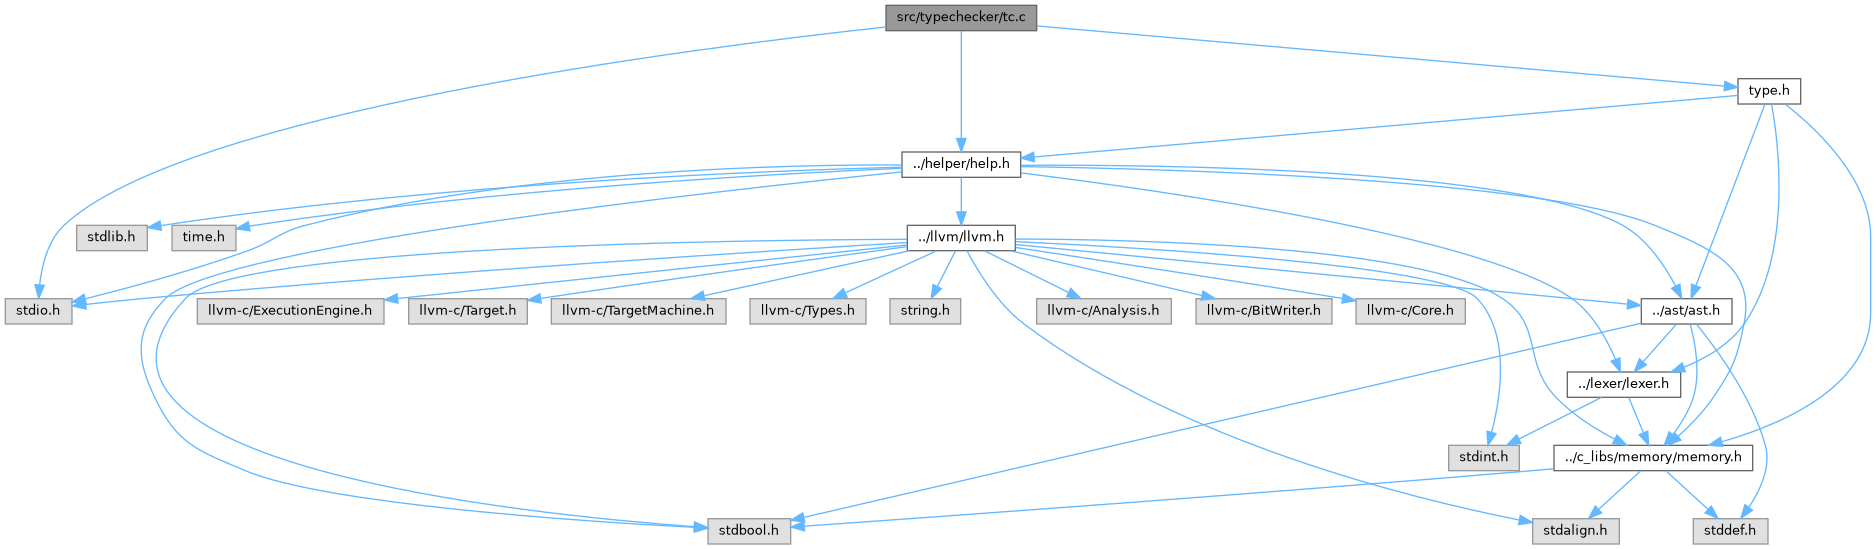 src/typechecker/tc.c
type.h
../helper/help.h
stdlib.h
time.h
../llvm/llvm.h
stdio.h
llvm-c/ExecutionEngine.h
llvm-c/Target.h
llvm-c/TargetMachine.h
llvm-c/Types.h
string.h
llvm-c/Analysis.h
llvm-c/BitWriter.h
llvm-c/Core.h
../ast/ast.h
../lexer/lexer.h
stdint.h
../c_libs/memory/memory.h
stdbool.h
stdalign.h
stddef.h